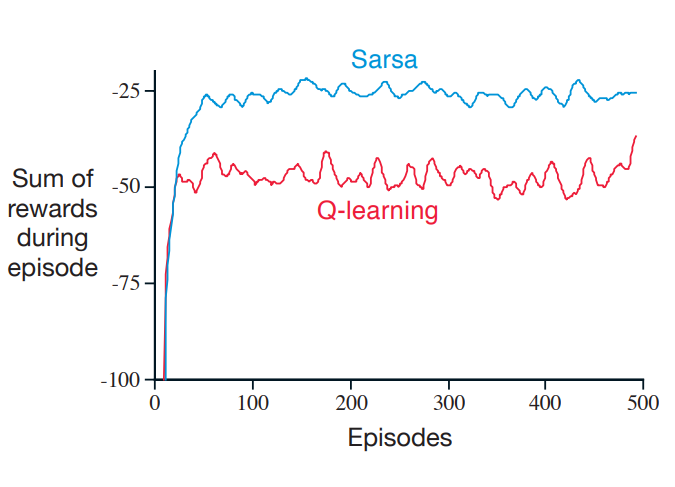 Sarsa
-25
-50
Sum of
rewards
during
episode
Q-learning
-75
-100
0 100 200 300 400 500
Episodes